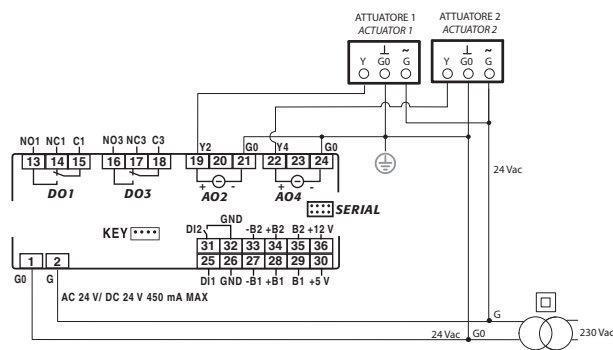 ATTUATORE 1
ACTUATOR 1
ATTUATORE 2
ACTUATOR 2
Y G0 G
~
Y G0 G
~
NO1 NC1 C1
NO3 NC3 C3
Y2 G0
Y4 G0
13 14 15
16 17 18
19 20 21
22 23 24
DO1
DO3
+ -
AO2
+ -
AO4
24 Vac
SERIAL
KEY
GND
DI2 -B2 +B2 B2 +12 V
31 32 33 34 35 36
25 26 27 28 29 30
DI1 GND -B1 +B1 B1 +5 V
1 2
G0 G
AC 24 V/ DC 24 V 450 mA MAX
G
24 Vac G0
230 Vac